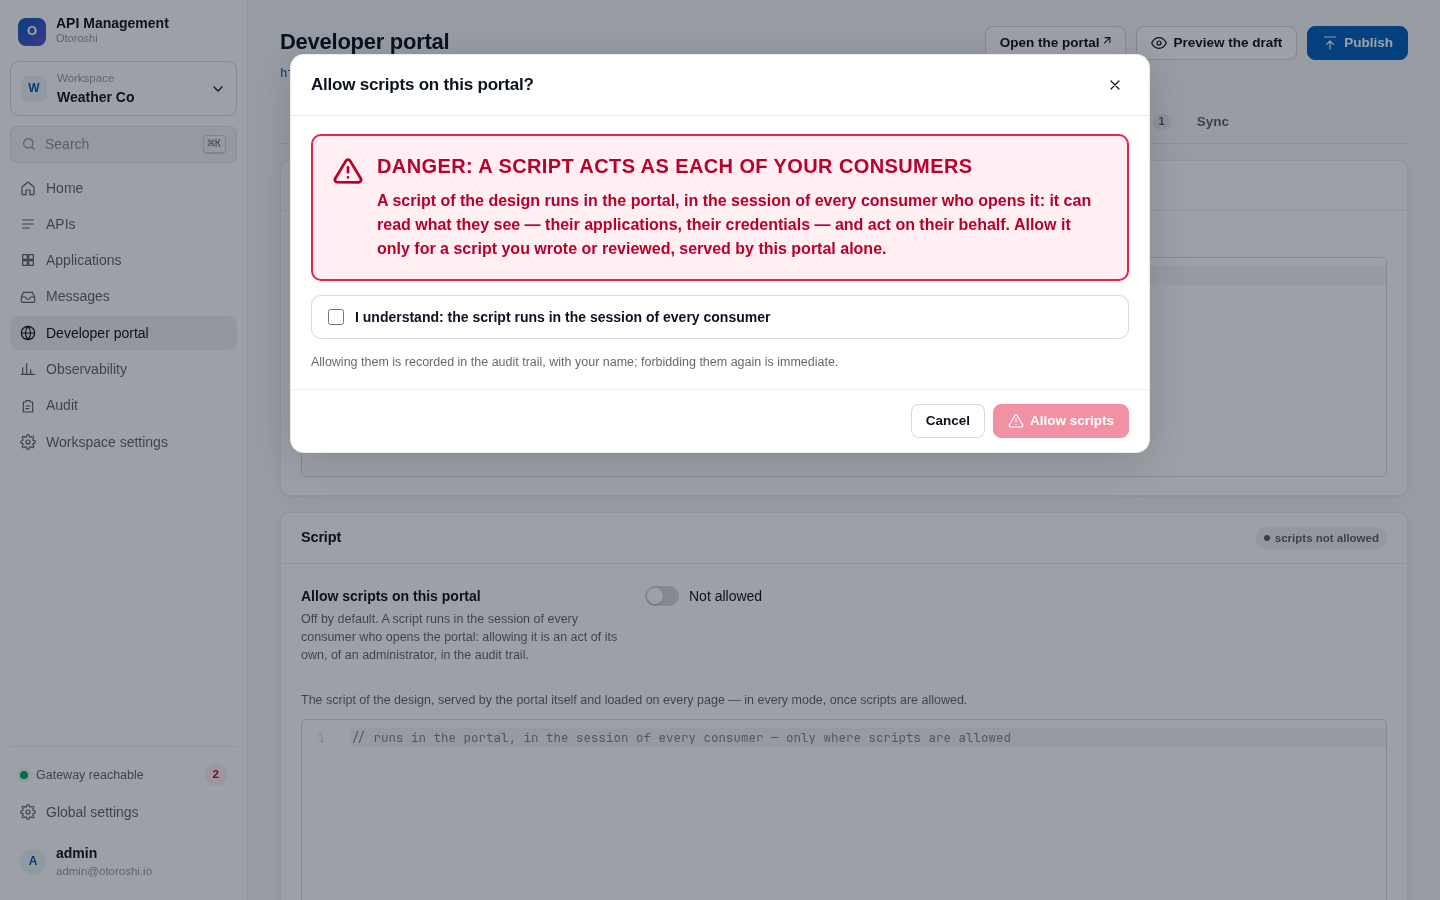 API Management
Otoroshi
Workspace
W
Weather Co
Search
⌘K
Home
APIs
Applications
Messages
Developer portal
Observability
Audit
Workspace settings
Gateway reachable
2
Global settings
A
admin
admin@otoroshi.io
O
Developer portal
Open the portal
Preview the draft
Publish
1
Sync
Allow scripts on this portal?
DANGER: A SCRIPT ACTS AS EACH OF YOUR CONSUMERS
A script of the design runs in the portal, in the session of every consumer who opens it: it can
read what they see — their applications, their credentials — and act on their behalf. Allow it
only for a script you wrote or reviewed, served by this portal alone.
I understand: the script runs in the session of every consumer
Allowing them is recorded in the audit trail, with your name; forbidding them again is immediate.
Cancel
Allow scripts
Script
scripts not allowed
Allow scripts on this portal
Not allowed
Off by default. A script runs in the session of every
consumer who opens the portal: allowing it is an act of its
own, of an administrator, in the audit trail.
The script of the design, served by the portal itself and loaded on every page — in every mode, once scripts are allowed.
1
// runs in the portal, in the session of every consumer — only where scripts are allowed